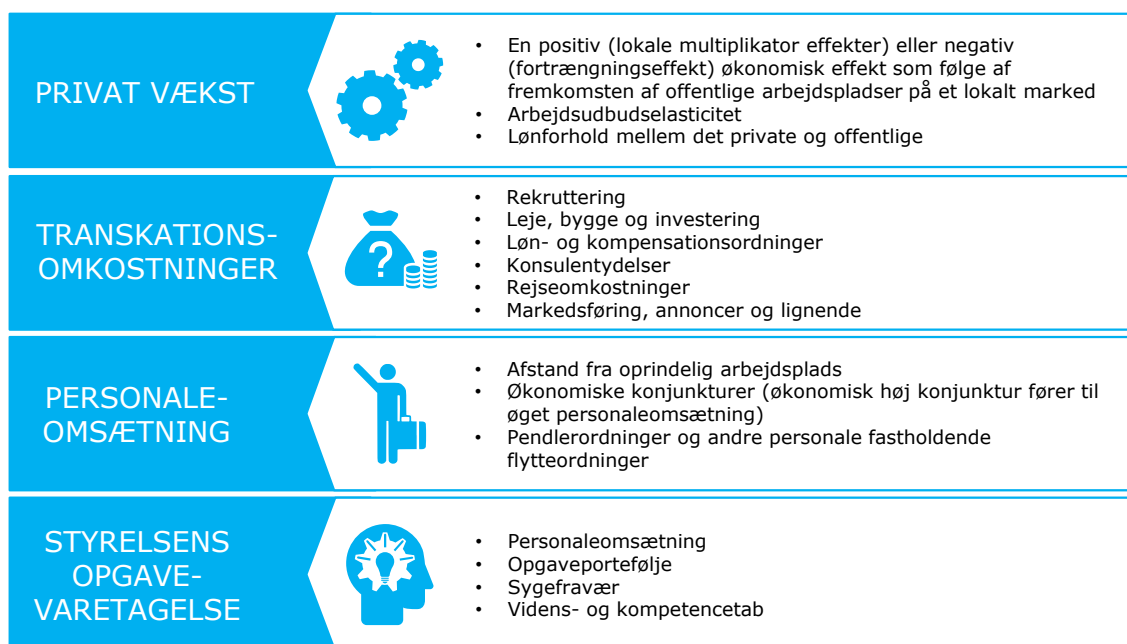 PRIVAT VÆKST
• En positiv (lokale multiplikator effekter) eller negativ
(fortrængningseffekt) økonomisk effekt som følge af
fremkomsten af offentlige arbejdspladser på et lokalt marked
• Arbejdsudbudselasticitet
• Lønforhold mellem det private og offentlige
TRANSKATIONS-
OMKOSTNINGER
?
• Rekruttering
• Leje, bygge og investering
• Løn- og kompensationsordninger
• Konsulentydelser
• Rejseomkostninger
• Markedsføring, annoncer og lignende
PERSONALE-
OMSÆTNING
• Afstand fra oprindelig arbejdsplads
• Økonomiske konjunkturer (økonomisk høj konjunktur fører til
øget personaleomsætning)
• Pendlerordninger og andre personale fastholdende
flytteordninger
STYRELSENS
OPGAVE-
VARETAGELSE
• Personaleomsætning
• Opgaveportefølje
• Sygefravær
• Videns- og kompetencetab